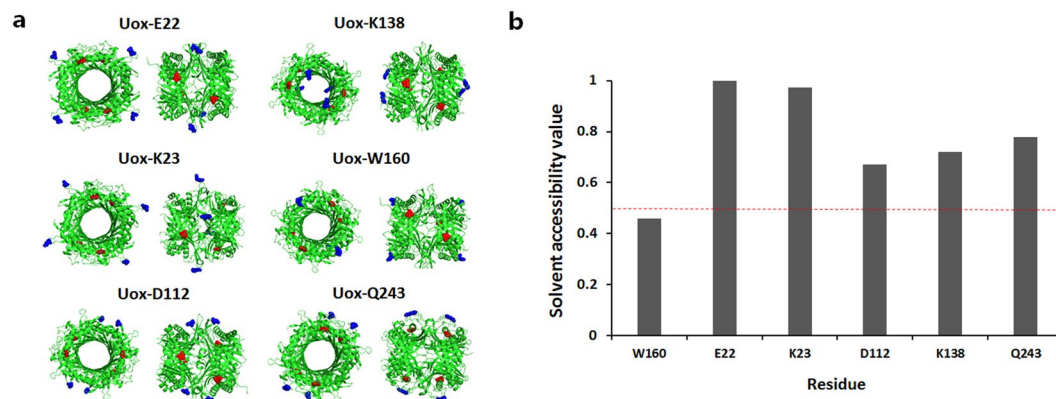 a
Uox-E22
Uox-K138
Uox-K23
Uox-W160
Uox-D112
Uox-Q243
b
Solvent accessibility value
1
0.8
0.6
0.4
0.2
0
W160 E22 K23 D112 K138 Q243
Residue